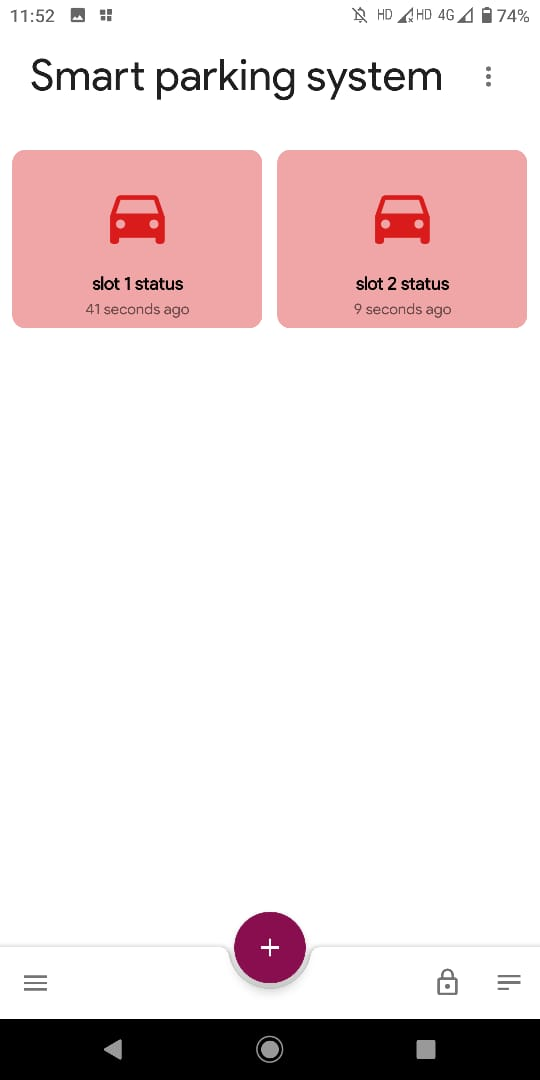 11:52 HD HD 4G 74%
Smart parking system
slot 1 status
41 seconds ago
slot 2 status
9 seconds ago